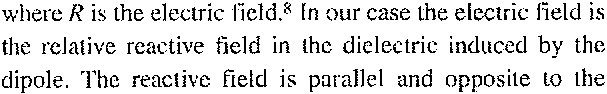 where R is the electric field.⁸ In our case the electric field is
the relative reactive field in the dielectric induced by the
dipole. The reactive field is parallel and opposite to the